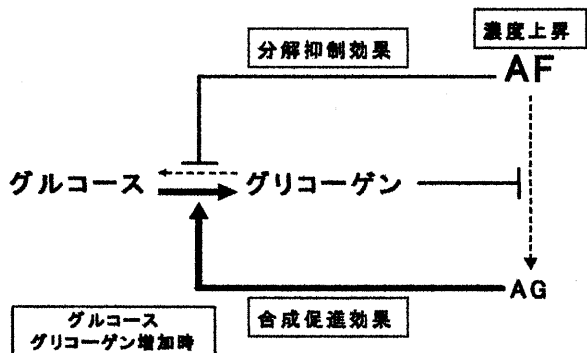 濃度上昇
分解抑制効果
AF
グルコース
グリコーゲン
AG
合成促進効果
グルコース
グリコーゲン増加時